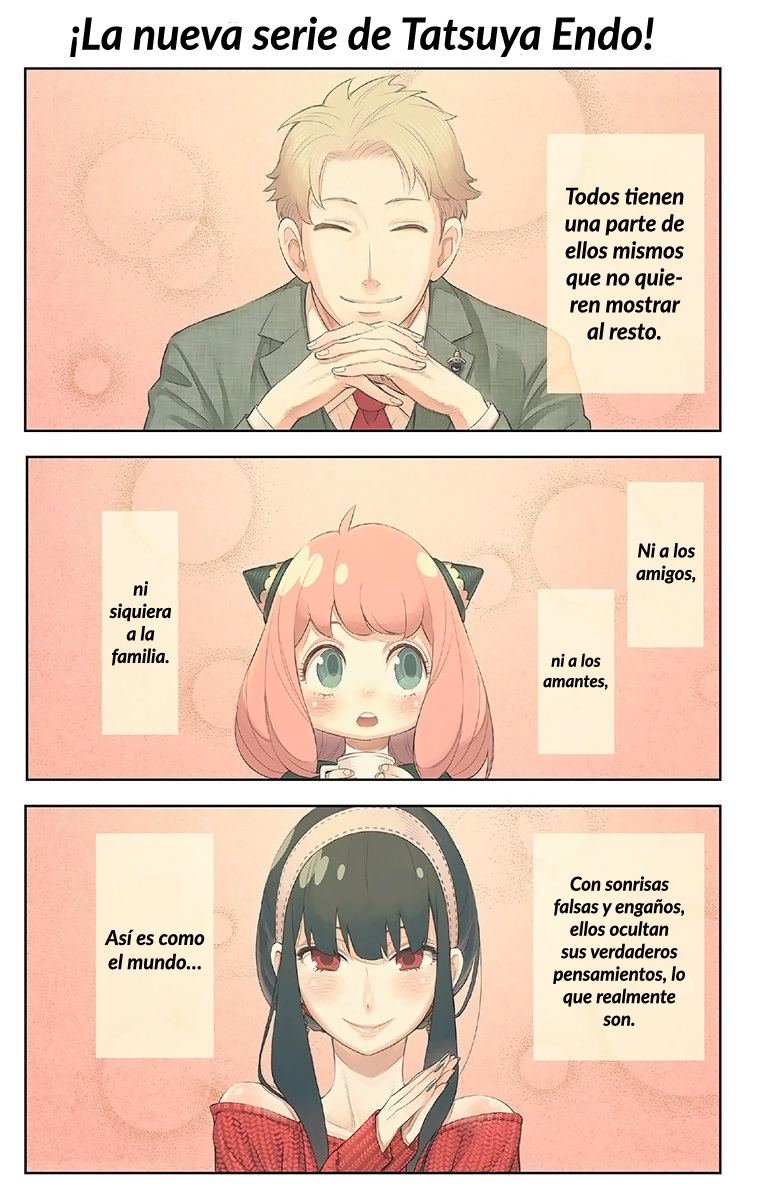 ¡La nueva serie de Tatsuya Endo!
Todos tienen
una parte de
ellos mismos
que no quie-
ren mostrar
al resto.
Ni a los
amigos,
ni a los
amantes,
ni
siquiera
a la
familia.
Con sonrisas
falsas y engaños,
ellos ocultan
sus verdaderos
pensamientos, lo
que realmente
son.
Así es como
el mundo...